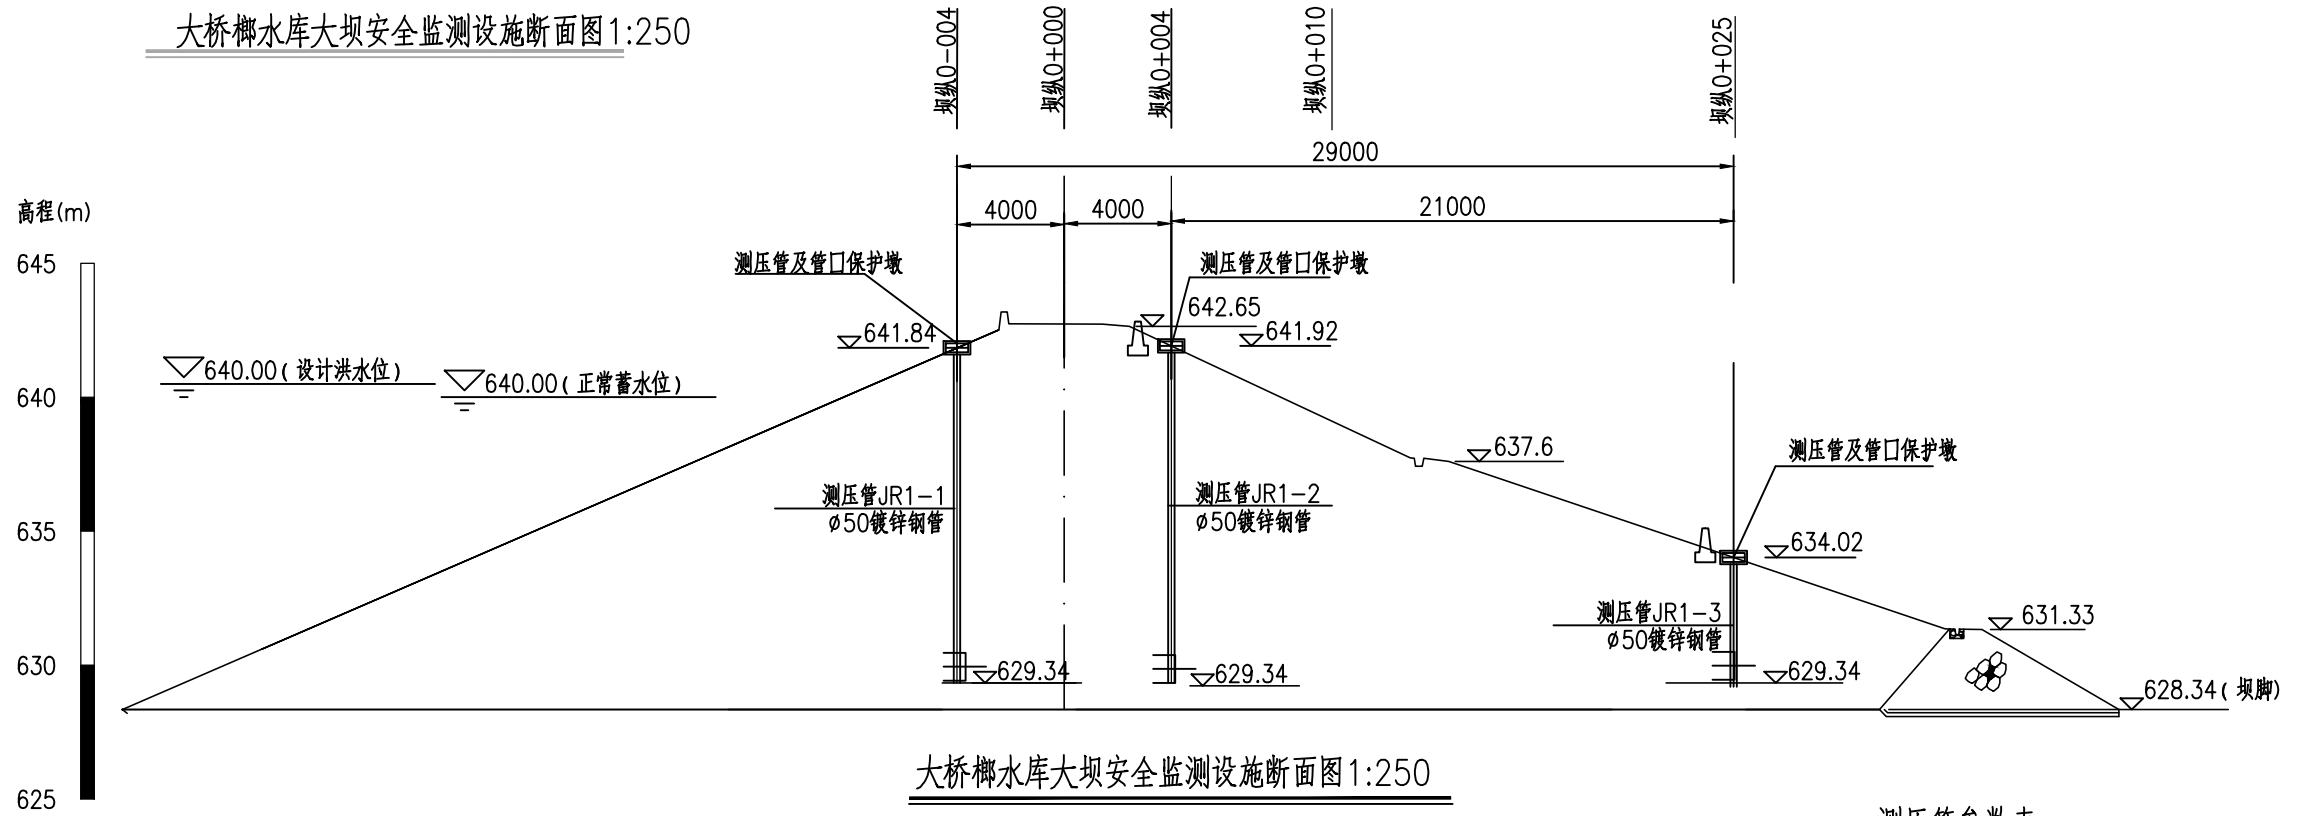 大桥榔水库大坝安全监测设施断面图1:250
坝纵0-004
坝纵0+000
坝纵0+004
坝纵0+010
坝纵0+025
29000
4000
4000
21000
高程(m)
645
640
635
630
625
测压管及管口保护墩
测压管及管口保护墩
642.65
641.84
641.92
640.00(设计洪水位)
640.00(正常蓄水位)
637.6
测压管及管口保护墩
测压管JR1-1
ø50镀锌钢管
测压管JR1-2
ø50镀锌钢管
634.02
测压管JR1-3
ø50镀锌钢管
631.33
629.34
629.34
629.34
628.34(坝脚)
大桥榔水库大坝安全监测设施断面图1:250